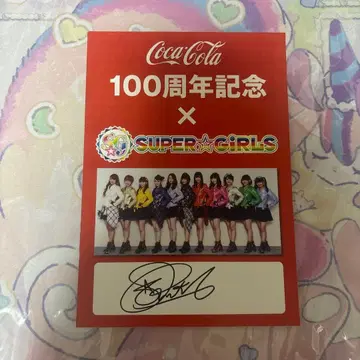 Coca-Cola
100周年記念
×
SUPER☆GiRLS